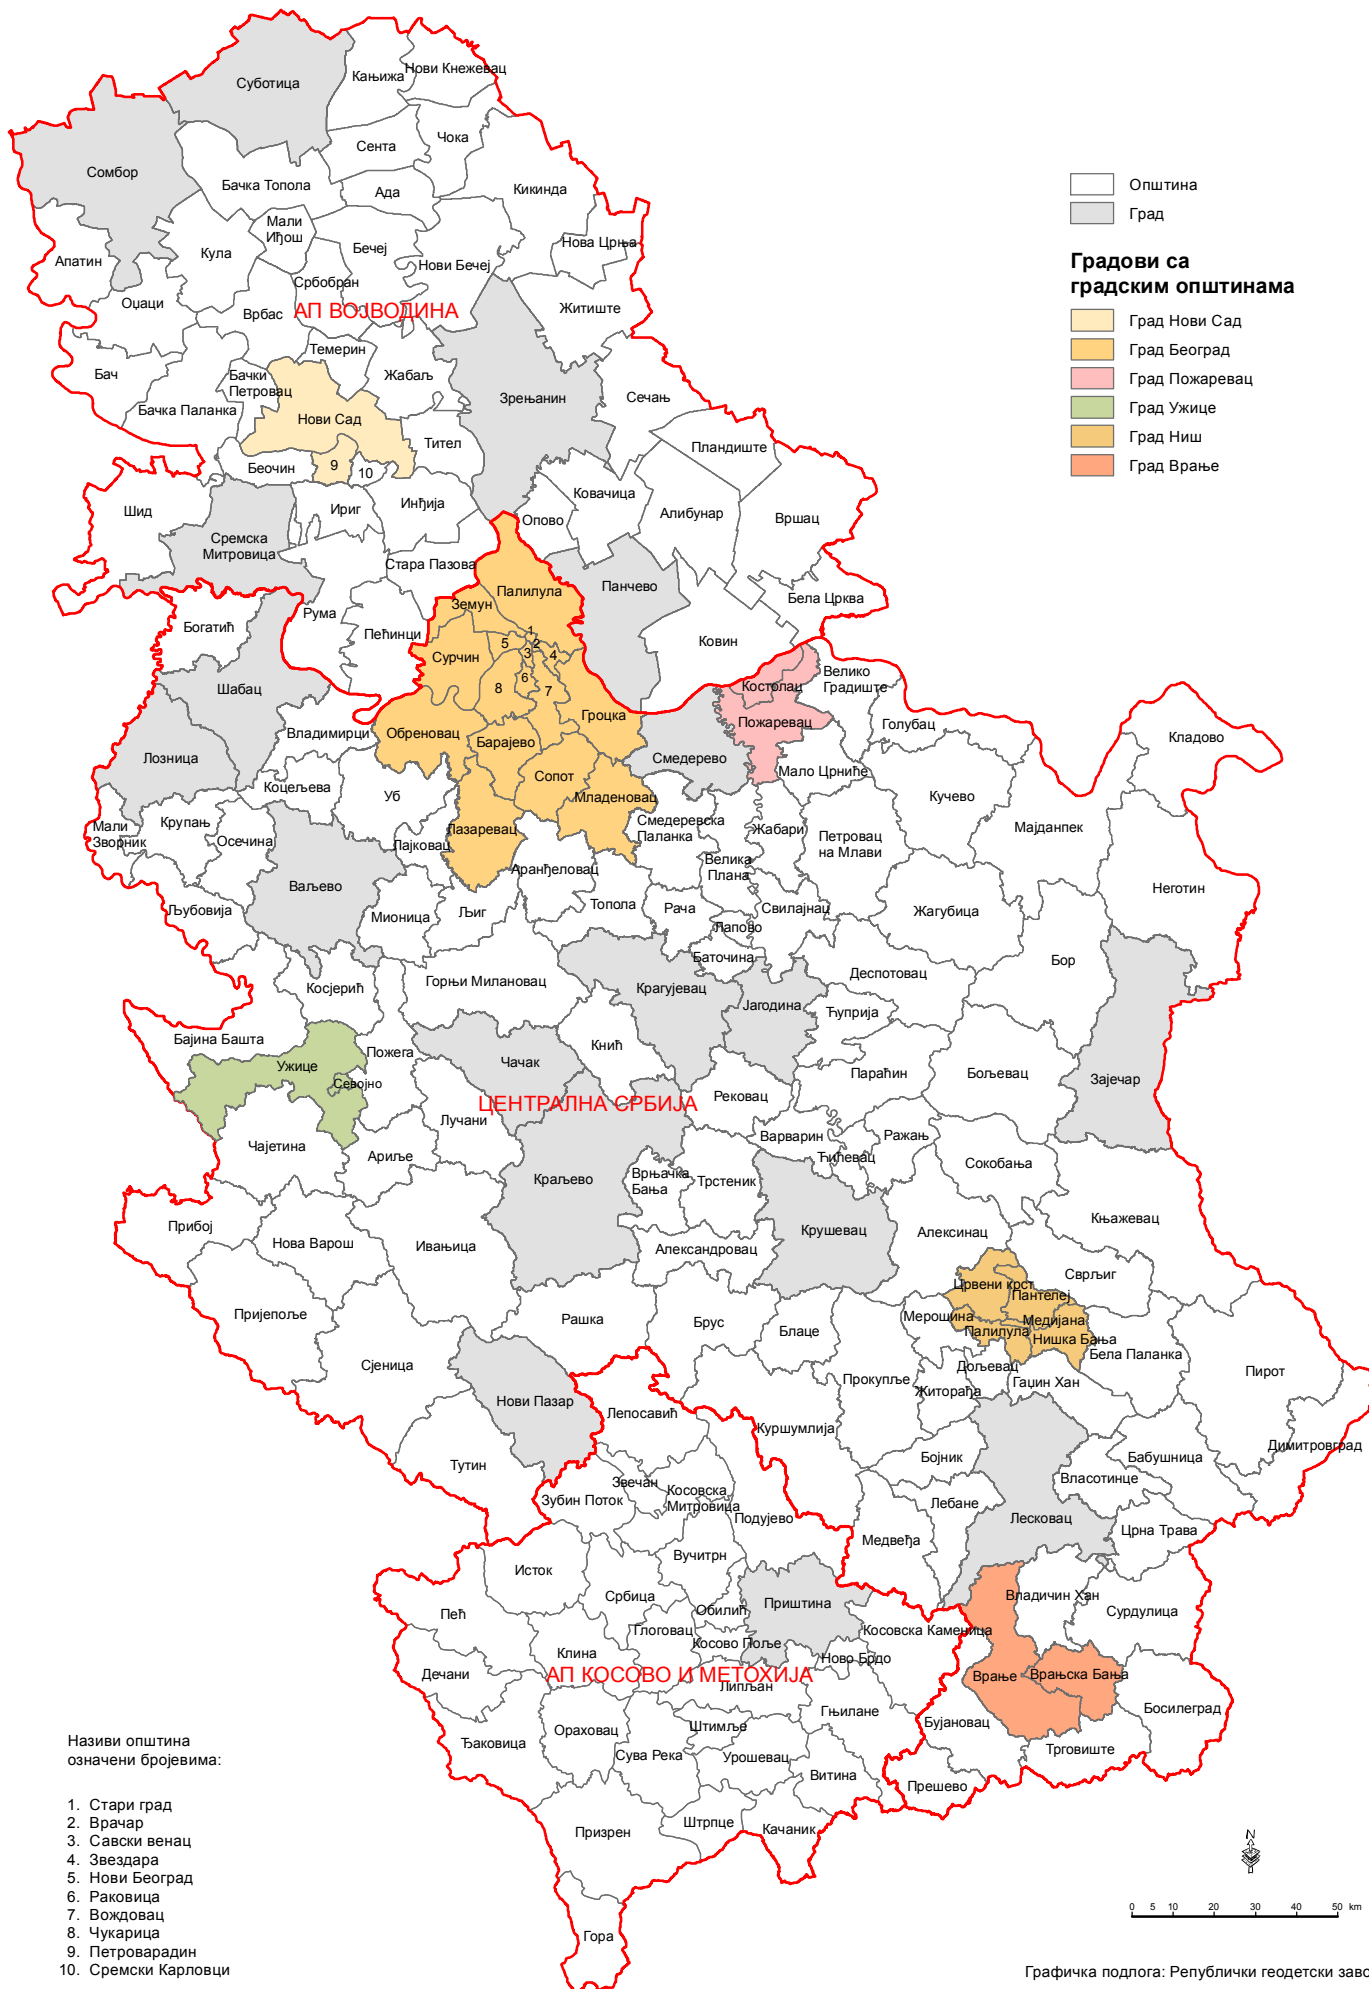 Суботица
Кањижа
Нови Кнежевац
Чока
Сента
Сомбор
Бачка Топола
Ада
Кикинда
Мали
Иђош
Апатин
Кула
Бечеј
Нова Црња
Нови Бечеј
Србобран
Оџаци
Врбас
АП ВОЈВОДИНА
Житиште
Темерин
Бач
Бачки
Петровац
Жабаљ
Зрењанин
Сечањ
Бачка Паланка
Нови Сад
Тител
Пландиште
Беочин
9
10
Ковачица
Шид
Ириг
Инђија
Опово
Алибунар
Вршац
Сремска
Митровица
Стара Пазова
Палилула
Панчево
Бела Црква
Земун
Рума
Богатић
Пећинци
1
2
3
4
5
6
7
8
Сурчин
Ковин
Шабац
Костолац
Велико
Градиште
Гроцка
Пожаревац
Голубац
Владимирци
Обреновац
Барајево
Кладово
Лозница
Смедерево
Сопот
Мало Црниће
Коцељева
Уб
Младеновац
Кучево
Мали
Зворник
Крупањ
Осечина
Лазаревац
Смедеревска
Паланка
Жабари
Петровац
на Млави
Мајданпек
Лајковац
Аранђеловац
Велика
Плана
Ваљево
Неготин
Љубовија
Мионица
Љиг
Топола
Рача
Свилајнац
Жагубица
Лапово
Баточина
Бор
Косјерић
Горњи Милановац
Крагујевац
Деспотовац
Јагодина
Ћуприја
Бајина Башта
Пожега
Чачак
Кнић
Ужице
Севојно
Параћин
Бољевац
Зајечар
ЦЕНТРАЛНА СРБИЈА
Рековац
Лучани
Варварин
Ражањ
Чајетина
Ариље
Ћићевац
Сокобања
Краљево
Врњачка
Бања
Трстеник
Прибој
Нова Варош
Ивањица
Крушевац
Алексинац
Књажевац
Александровац
Црвени крст
Сврљиг
Пантелеј
Пријепоље
Рашка
Брус
Блаце
Мерошина
Медијана
Палилула
Нишка Бања
Бела Паланка
Сјеница
Дољевац
Гаџин Хан
Пирот
Прокупље
Житорађа
Нови Пазар
Лепосавић
Куршумлија
Димитровград
Тутин
Бојник
Бабушница
Власотинце
Звечан
Зубин Поток
Косовска
Митровица
Лебане
Подујево
Лесковац
Црна Трава
Медвеђа
Вучитрн
Исток
Србица
Приштина
Владичин Хан
Сурдулица
Пећ
Обилић
Глоговац
Косово Поље
Косовска Каменица
Клина
Ново Брдо
Дечани
АП КОСОВО И МЕТОХИЈА
Липљан
Врање
Врањска Бања
Гњилане
Босилеград
Ђаковица
Ораховац
Штимље
Бујановац
Сува Река
Урошевац
Трговиште
Витина
Прешево
Призрен
Штрпце
Качаник
Гора
Општина
Град
Градови са
градским општинама
Град Нови Сад
Град Београд
Град Пожаревац
Град Ужице
Град Ниш
Град Врање
Називи општина
означени бројевима:
1. Стари град
2. Врачар
3. Савски венац
4. Звездара
5. Нови Београд
6. Раковица
7. Вождовац
8. Чукарица
9. Петроварадин
10. Сремски Карловци
N
0 5 10 20 30 40 50 km
Графичка подлога: Републички геодетски заво